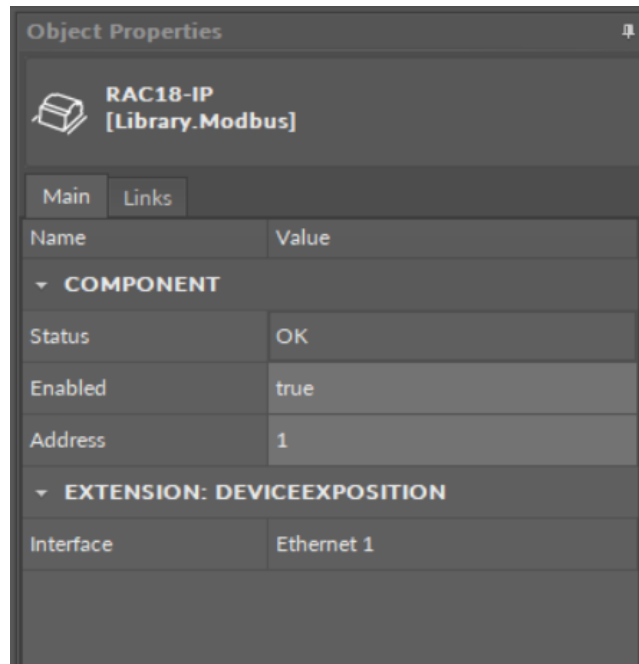 Object Properties
RAC18-IP
[Library.Modbus]
Main Links
Name Value
COMPONENT
Status OK
Enabled true
Address 1
EXTENSION: DEVICEEXPOSITION
Interface Ethernet 1